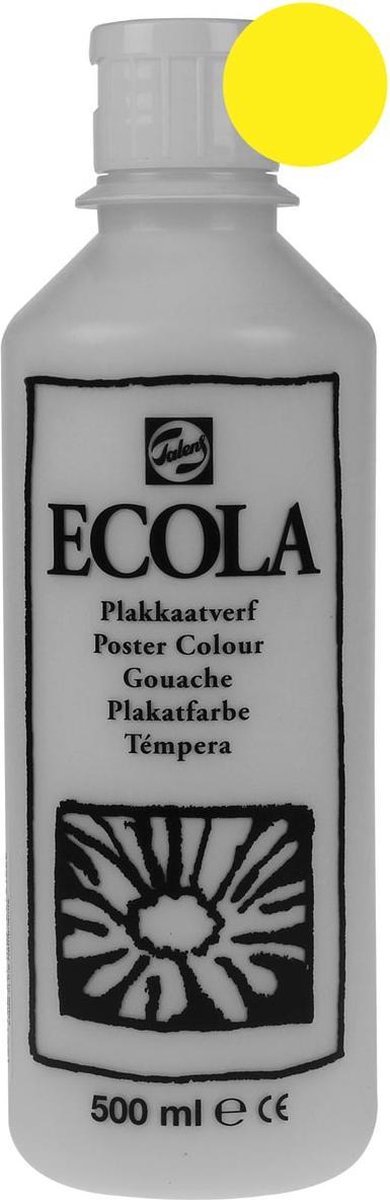 Talens
ECOLA
Plakkaatverf
Poster Colour
Gouache
Plakatfarbe
Témpera
500 ml ℮ CE